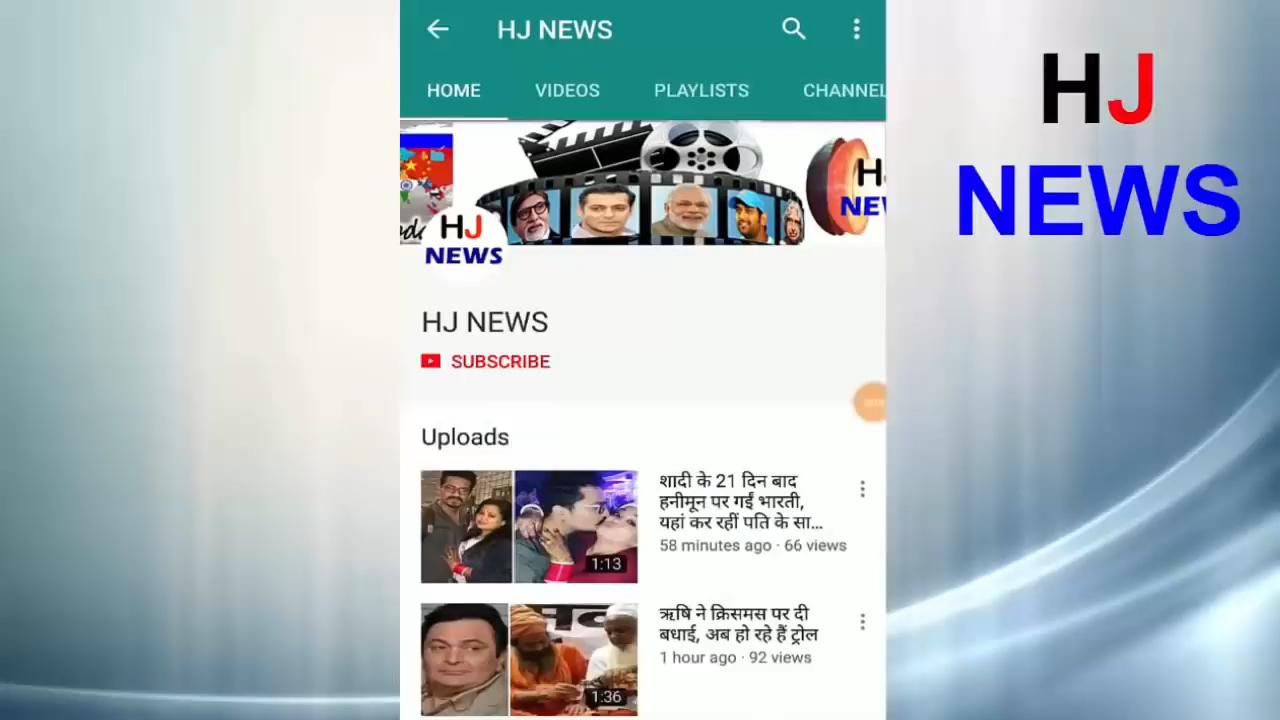 HJ NEWS
HOME VIDEOS PLAYLISTS CHANNEL
HJ
NEWS
HJ
NEWS
HJ NEWS
SUBSCRIBE
Uploads
शादी के 21 दिन बाद
हनीमून पर गईं भारती,
यहां कर रहीं पति के सा...
58 minutes ago · 66 views
1:13
ऋषि ने क्रिसमस पर दी
बधाई, अब हो रहे हैं ट्रोल
1 hour ago · 92 views
1:36